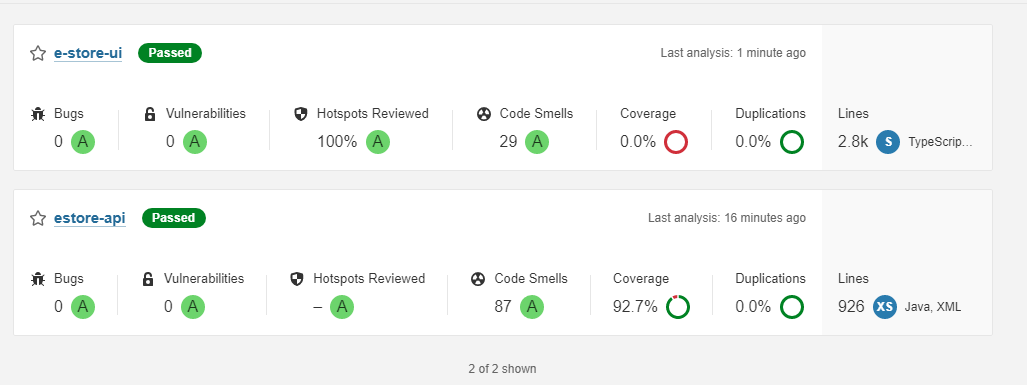 e-store-ui Passed Last analysis: 1 minute ago
Bugs Vulnerabilities Hotspots Reviewed Code Smells Coverage Duplications Lines
0 A 0 A 100% A 29 A 0.0% 0.0% 2.8k S TypeScrip...
estore-api Passed Last analysis: 16 minutes ago
Bugs Vulnerabilities Hotspots Reviewed Code Smells Coverage Duplications Lines
0 A 0 A – A 87 A 92.7% 0.0% 926 XS Java, XML
2 of 2 shown